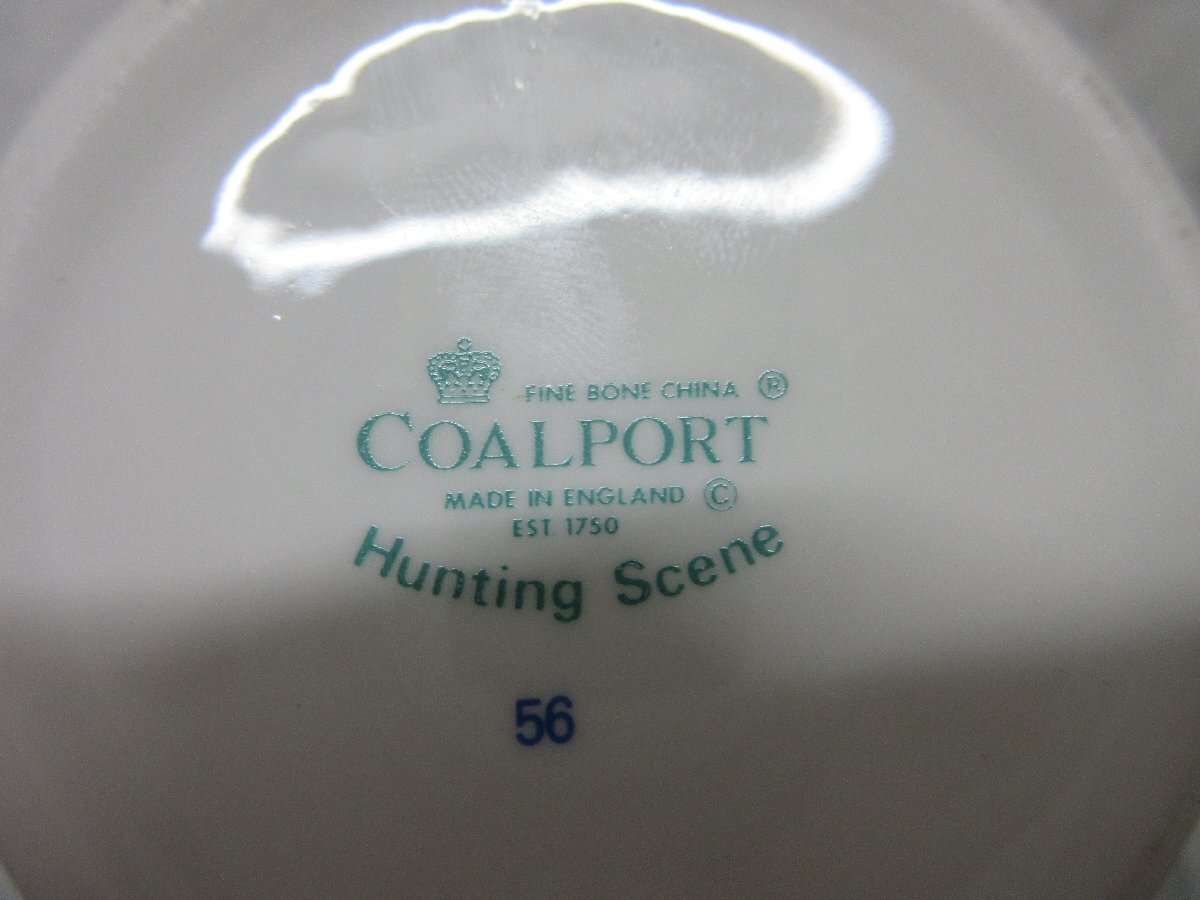 FINE BONE CHINA ®
COALPORT
MADE IN ENGLAND ©
EST. 1750
Hunting Scene
56